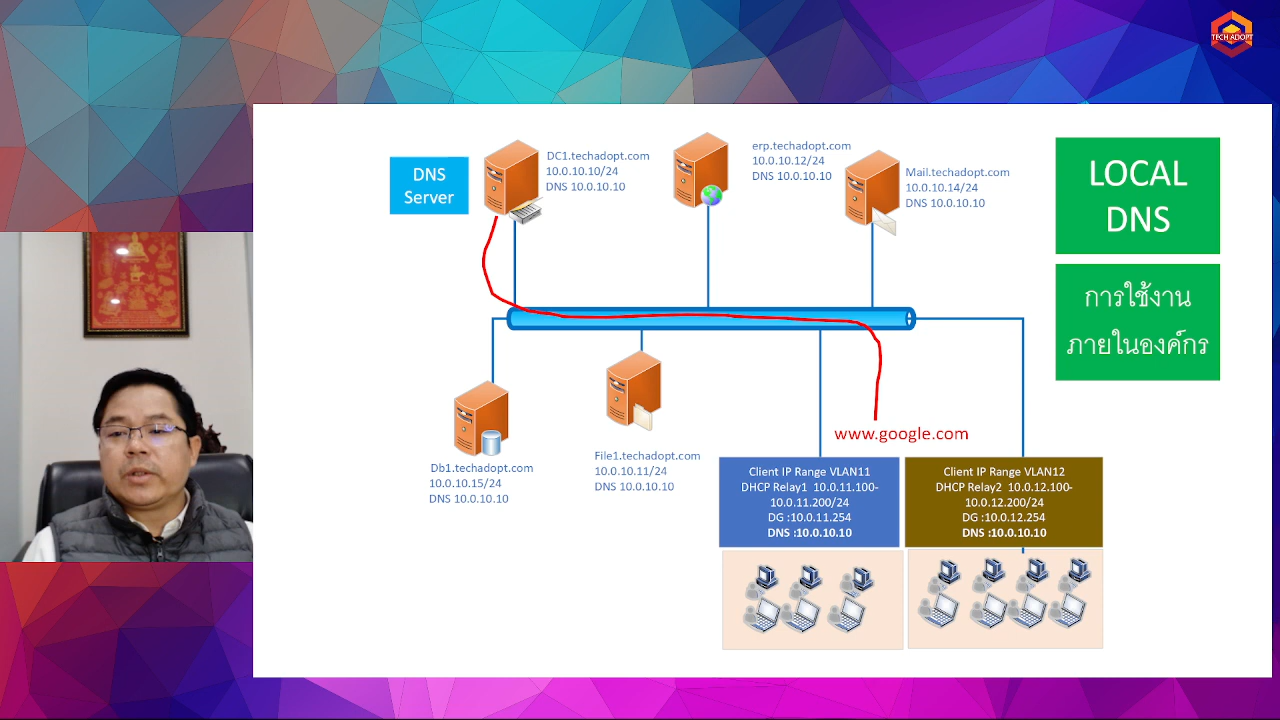 TECH ADOPT
DNS
Server
DC1.techadopt.com
10.0.10.10/24
DNS 10.0.10.10
erp.techadopt.com
10.0.10.12/24
DNS 10.0.10.10
Mail.techadopt.com
10.0.10.14/24
DNS 10.0.10.10
LOCAL
DNS
การใช้งาน
ภายในองค์กร
Db1.techadopt.com
10.0.10.15/24
DNS 10.0.10.10
File1.techadopt.com
10.0.10.11/24
DNS 10.0.10.10
www.google.com
Client IP Range VLAN11
DHCP Relay1 10.0.11.100-
10.0.11.200/24
DG :10.0.11.254
DNS :10.0.10.10
Client IP Range VLAN12
DHCP Relay2 10.0.12.100-
10.0.12.200/24
DG :10.0.12.254
DNS :10.0.10.10